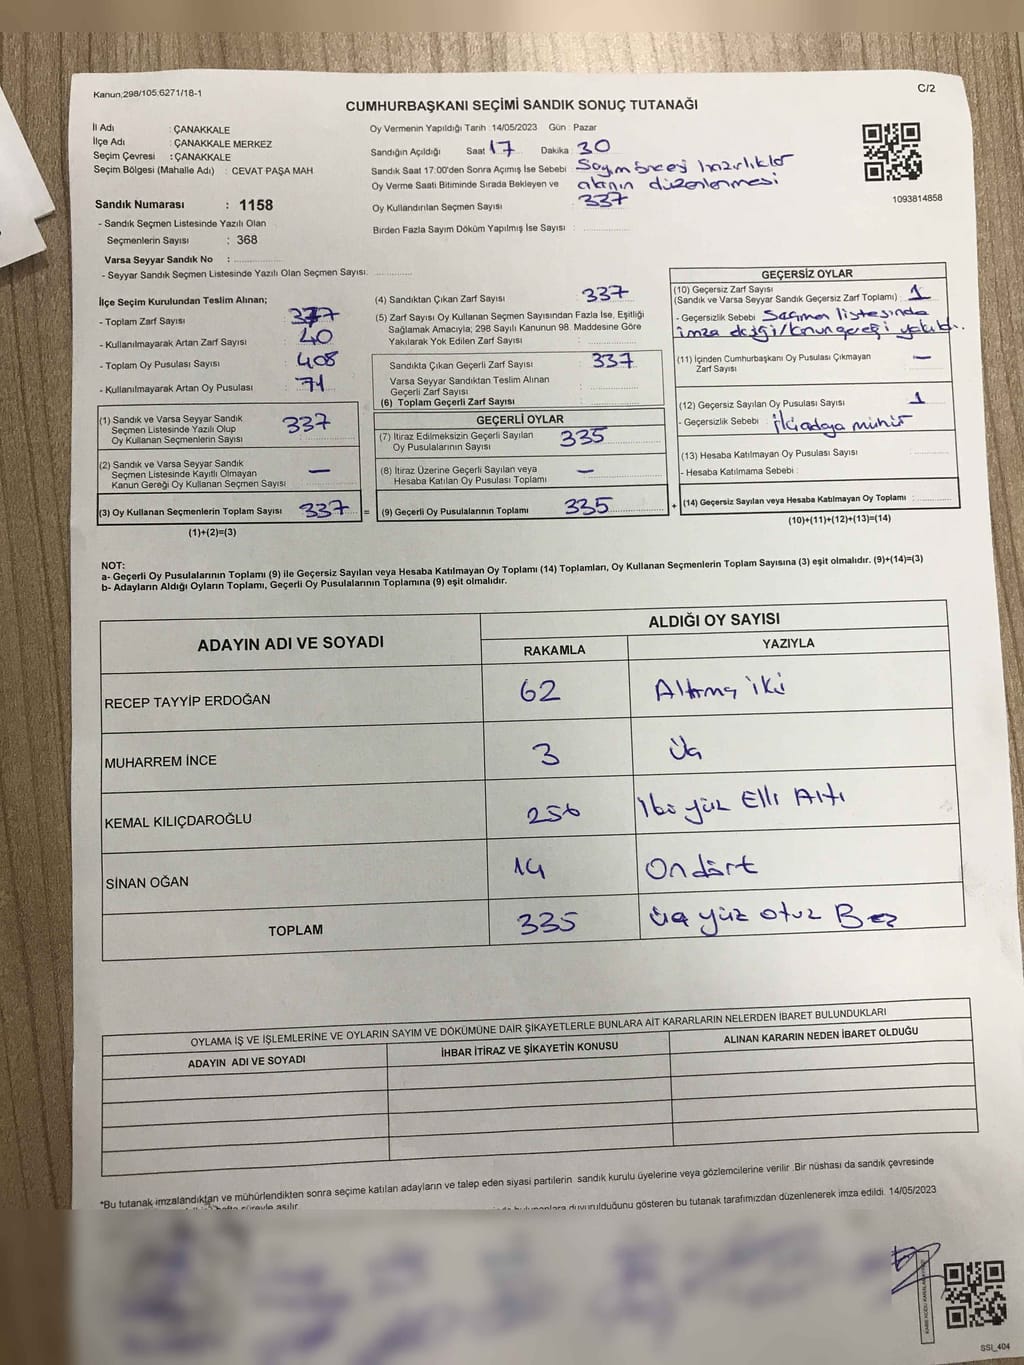 Kanun,298/105.6271/18-1
C/2
CUMHURBAŞKANI SEÇİMİ SANDIK SONUÇ TUTANAĞI
İl Adı : ÇANAKKALE
İlçe Adı : ÇANAKKALE MERKEZ
Seçim Çevresi : ÇANAKKALE
Seçim Bölgesi (Mahalle Adı) : CEVAT PAŞA MAH
Sandık Numarası : 1158
- Sandık Seçmen Listesinde Yazılı Olan
Seçmenlerin Sayısı : 368
Varsa Seyyar Sandık No :
- Seyyar Sandık Seçmen Listesinde Yazılı Olan Seçmen Sayısı.
Oy Vermenin Yapıldığı Tarih : 14/05/2023 Gün : Pazar
Sandığın Açıldığı Saat 17 Dakika 30
Sandık Saat 17:00'den Sonra Açımış İse Sebebi Sayım öncesi hazırlıklar
Oy Verme Saati Bitiminde Sırada Bekleyen ve alanın düzenlenmesi
Oy Kullandırılan Seçmen Sayısı : 337
Birden Fazla Sayım Döküm Yapılmış İse Sayısı :
1093814858
İlçe Seçim Kurulundan Teslim Alınan;
- Toplam Zarf Sayısı : 377
- Kullanılmayarak Artan Zarf Sayısı : 40
- Toplam Oy Pusulası Sayısı : 408
- Kullanılmayarak Artan Oy Pusulası : 71
(1) Sandık ve Varsa Seyyar Sandık
Seçmen Listesinde Yazılı Olup
Oy Kullanan Seçmenlerin Sayısı : 337
(2) Sandık ve Varsa Seyyar Sandık
Seçmen Listesinde Kayıtlı Olmayan
Kanun Gereği Oy Kullanan Seçmen Sayısı : —
(3) Oy Kullanan Seçmenlerin Toplam Sayısı : 337 =
(1)+(2)=(3)
(4) Sandıktan Çıkan Zarf Sayısı : 337
(5) Zarf Sayısı Oy Kullanan Seçmen Sayısından Fazla İse, Eşitliği
Sağlamak Amacıyla; 298 Sayılı Kanunun 98. Maddesine Göre
Yakılarak Yok Edilen Zarf Sayısı :
Sandıkta Çıkan Geçerli Zarf Sayısı : 337
Varsa Seyyar Sandıktan Teslim Alınan
Geçerli Zarf Sayısı :
(6) Toplam Geçerli Zarf Sayısı :
GEÇERLİ OYLAR
(7) İtiraz Edilmeksizin Geçerli Sayılan
Oy Pusulasının Sayısı : 335
(8) İtiraz Üzerine Geçerli Sayılan veya
Hesaba Katılan Oy Pusulası Toplamı : —
(9) Geçerli Oy Pusulalarının Toplamı : 335 +
GEÇERSİZ OYLAR
(10) Geçersiz Zarf Sayısı
(Sandık ve Varsa Seyyar Sandık Geçersiz Zarf Toplamı) : 1
- Geçersizlik Sebebi : Seçmen listesinde
imza eksiği/kanun gereği yakıldı.
(11) İçinden Cumhurbaşkanı Oy Pusulası Çıkmayan
Zarf Sayısı : —
(12) Geçersiz Sayılan Oy Pusulası Sayısı : 1
- Geçersizlik Sebebi : İki adaya mühür
(13) Hesaba Katılmayan Oy Pusulası Sayısı :
- Hesaba Katılmama Sebebi :
(14) Geçersiz Sayılan veya Hesaba Katılmayan Oy Toplamı :
(10)+(11)+(12)+(13)=(14)
NOT:
a- Geçerli Oy Pusulalarının Toplamı (9) ile Geçersiz Sayılan veya Hesaba Katılmayan Oy Toplamı (14) Toplamları, Oy Kullanan Seçmenlerin Toplam Sayısına (3) eşit olmalıdır. (9)+(14)=(3)
b- Adayların Aldığı Oyların Toplamı, Geçerli Oy Pusulalarının Toplamına (9) eşit olmalıdır.
ADAYIN ADI VE SOYADI
ALDIĞI OY SAYISI
RAKAMLA YAZIYLA
RECEP TAYYİP ERDOĞAN 62 Altmış iki
MUHARREM İNCE 3 Üç
KEMAL KILIÇDAROĞLU 256 İki yüz Elli Altı
SİNAN OĞAN 14 On dört
TOPLAM 335 Üç yüz otuz Beş
OYLAMA İŞ VE İŞLEMLERİNE VE OYLARIN SAYIM VE DÖKÜMÜNE DAİR ŞİKAYETLERLE BUNLARA AİT KARARLARIN NELERDEN İBARET BULUNDUKLARI
ADAYIN ADI VE SOYADI İHBAR İTİRAZ VE ŞİKAYETİN KONUSU ALINAN KARARIN NEDEN İBARET OLDUĞU
*Bu tutanak imzalandıktan ve mühürlendikten sonra seçime katılan adayların ve talep eden siyasi partilerin sandık kurulu üyelerine veya gözlemcilerine verilir .Bir nüshası da sandık çevresinde
duyurulduğunu gösteren bu tutanak tarafımızdan düzenlenerek imza edildi. 14/05/2023
SSL_404